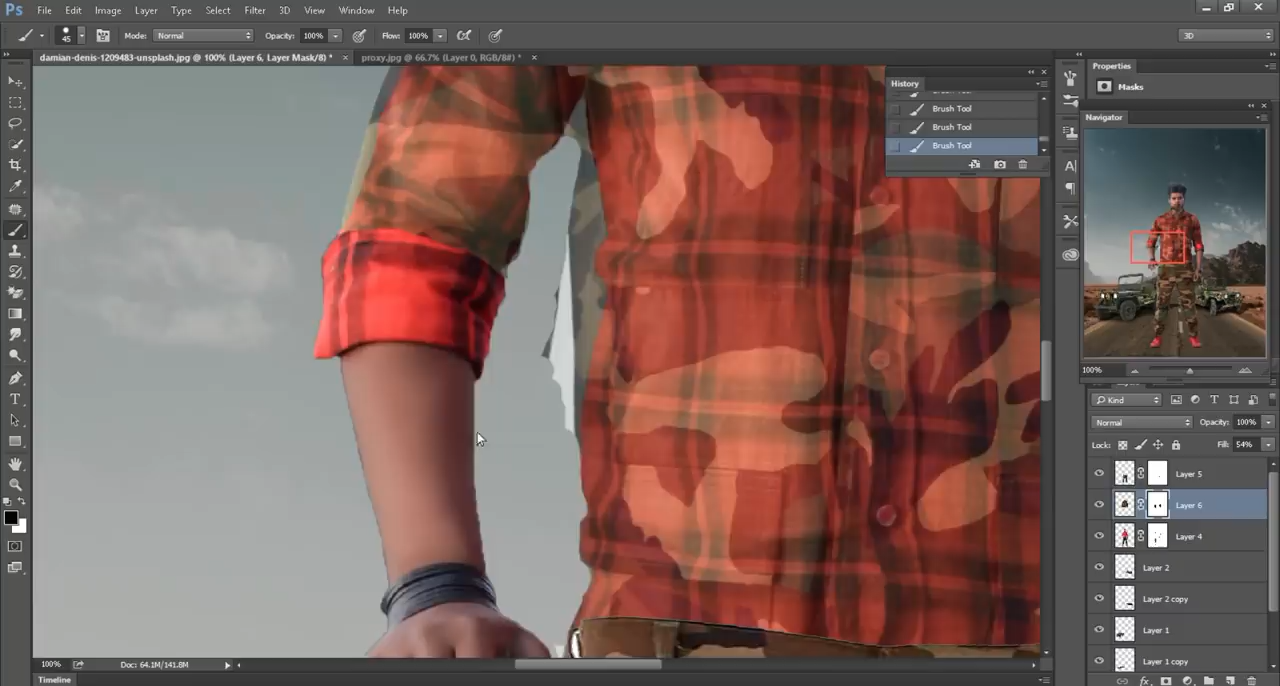 Ps File Edit Image Layer Type Select Filter 3D View Window Help
45 Mode: Normal Opacity: 100% Flow: 100% 3D
damian-denis-1209483-unsplash.jpg @ 100% (Layer 6, Layer Mask/8) * × proxy.jpg @ 66.7% (Layer 0, RGB/8#) * ×
Properties
History
Masks
Brush Tool
Navigator
Brush Tool
Brush Tool
100%
Kind
Normal Opacity: 100%
Lock: Fill: 54%
Layer 5
Layer 6
Layer 4
Layer 2
Layer 2 copy
Layer 1
Layer 1 copy
100% Doc: 64.1M/141.8M
Timeline